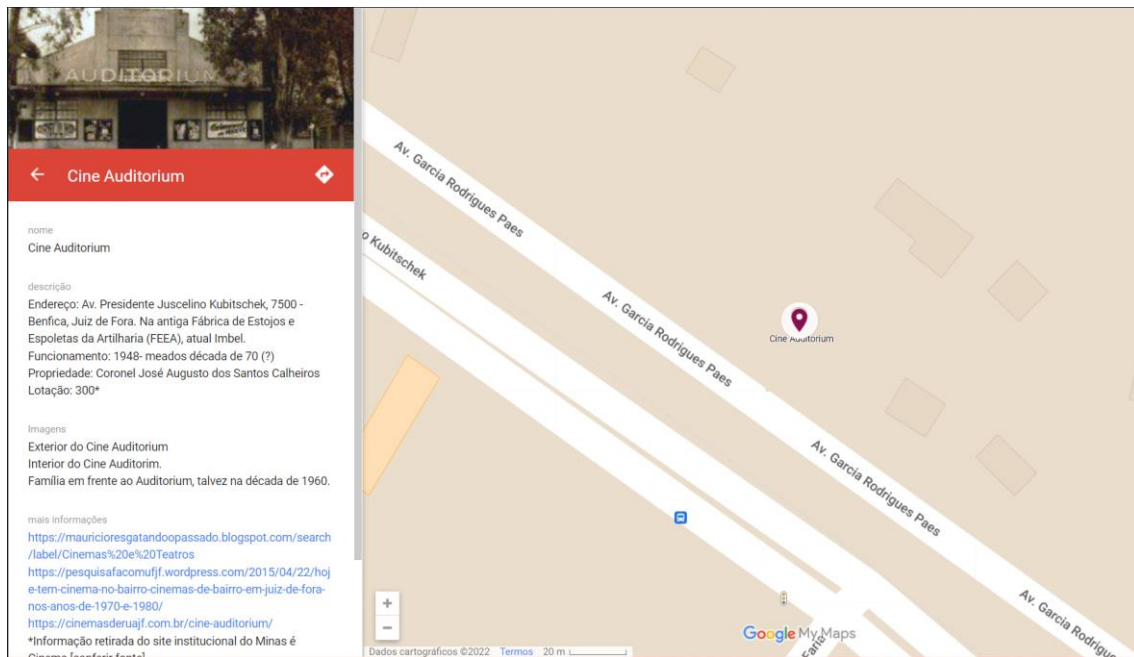 AUDITORIUM
Cine Auditorium
nome
Cine Auditorium
descrição
Endereço: Av. Presidente Juscelino Kubitschek, 7500 -
Benfica, Juiz de Fora. Na antiga Fábrica de Estojos e
Espoletas da Artilharia (FEEA), atual Imbel.
Funcionamento: 1948- meados década de 70 (?)
Propriedade: Coronel José Augusto dos Santos Calheiros
Lotação: 300*
Imagens
Exterior do Cine Auditorium
Interior do Cine Auditorim.
Família em frente ao Auditorium, talvez na década de 1960.
mais informações
https://mauricioresgatandoopassado.blogspot.com/search
/label/Cinemas%20e%20Teatros
https://pesquisafacomufjf.wordpress.com/2015/04/22/hoj
e-tem-cinema-no-bairro-cinemas-de-bairro-em-juiz-de-fora-
nos-anos-de-1970-e-1980/
https://cinemasderuajf.com.br/cine-auditorium/
*Informação retirada do site institucional do Minas é
Cinema [conferir fonte]
Av. Garcia Rodrigues Paes
o Kubitschek
Av. Garcia Rodrigues Paes
Cine Auditorium
Av. Garcia Rodrigues Paes
Av. Garcia Rodrigues Paes
+
−
Google My Maps
Dados cartográficos ©2022 Termos 20 m